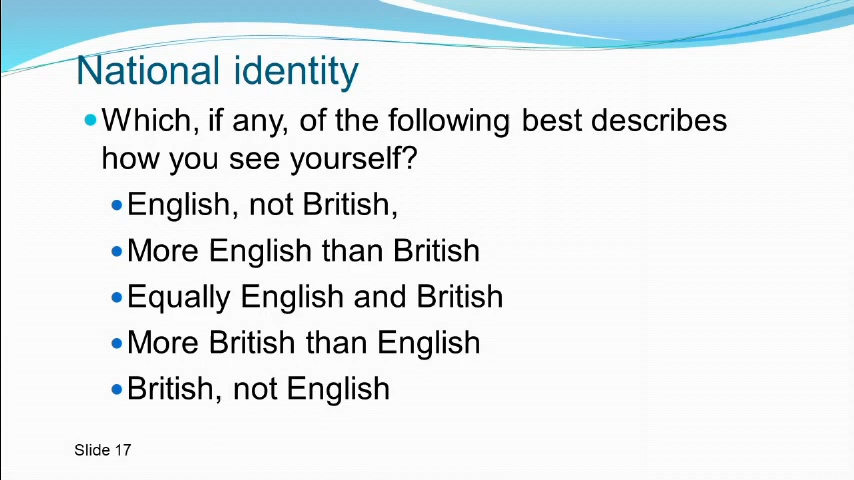 National identity
Which, if any, of the following best describes
how you see yourself?
English, not British,
More English than British
Equally English and British
More British than English
British, not English
Slide 17